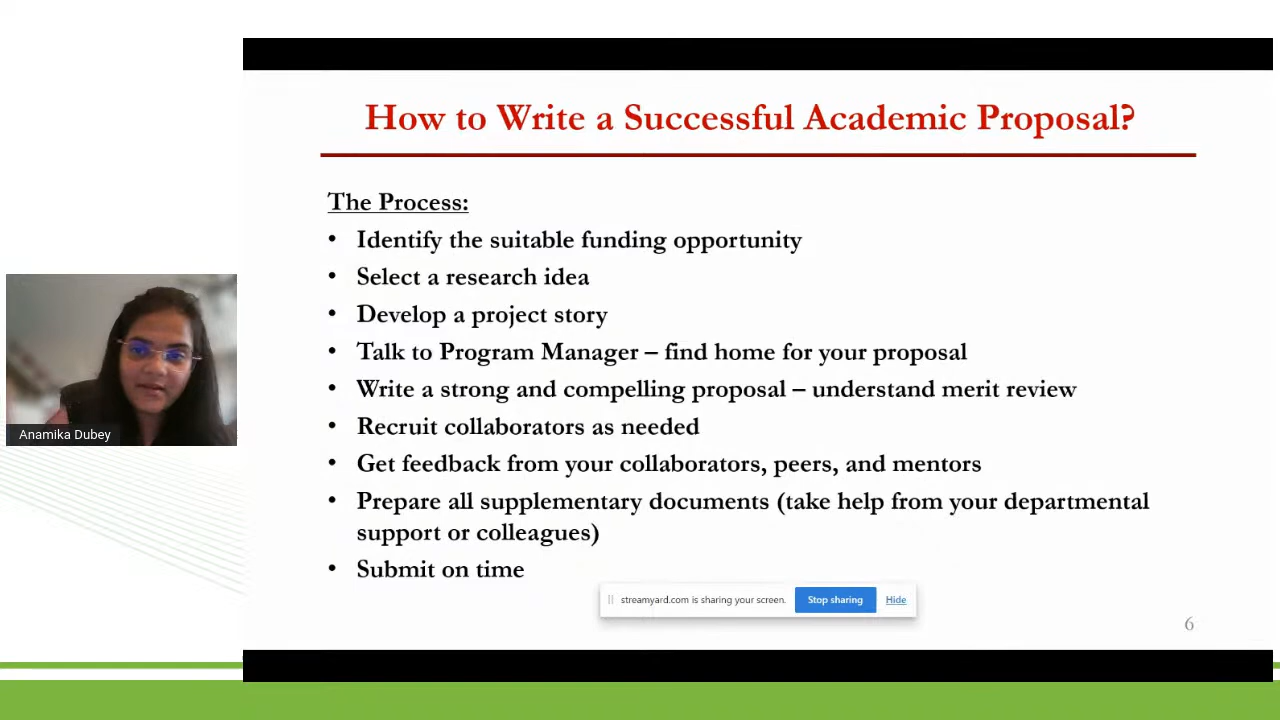 How to Write a Successful Academic Proposal?
The Process:
• Identify the suitable funding opportunity
• Select a research idea
• Develop a project story
• Talk to Program Manager – find home for your proposal
• Write a strong and compelling proposal – understand merit review
• Recruit collaborators as needed
• Get feedback from your collaborators, peers, and mentors
• Prepare all supplementary documents (take help from your departmental
support or colleagues)
• Submit on time
streamyard.com is sharing your screen. Stop sharing Hide
6
Anamika Dubey